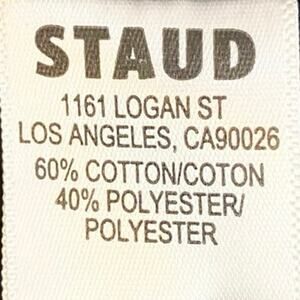 STAUD
1161 LOGAN ST
LOS ANGELES, CA90026
60% COTTON/COTON
40% POLYESTER/
POLYESTER